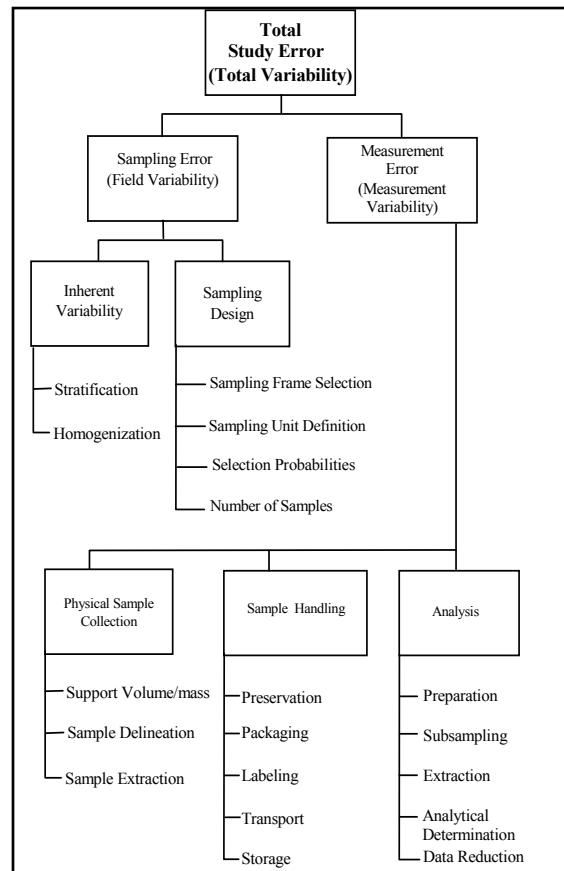 Total
Study Error
(Total Variability)
Sampling Error
(Field Variability)
Measurement
Error
(Measurement
Variability)
Inherent
Variability
Sampling
Design
Stratification
Homogenization
Sampling Frame Selection
Sampling Unit Definition
Selection Probabilities
Number of Samples
Physical Sample
Collection
Sample Handling
Analysis
Support Volume/mass
Sample Delineation
Sample Extraction
Preservation
Packaging
Labeling
Transport
Storage
Preparation
Subsampling
Extraction
Analytical
Determination
Data Reduction